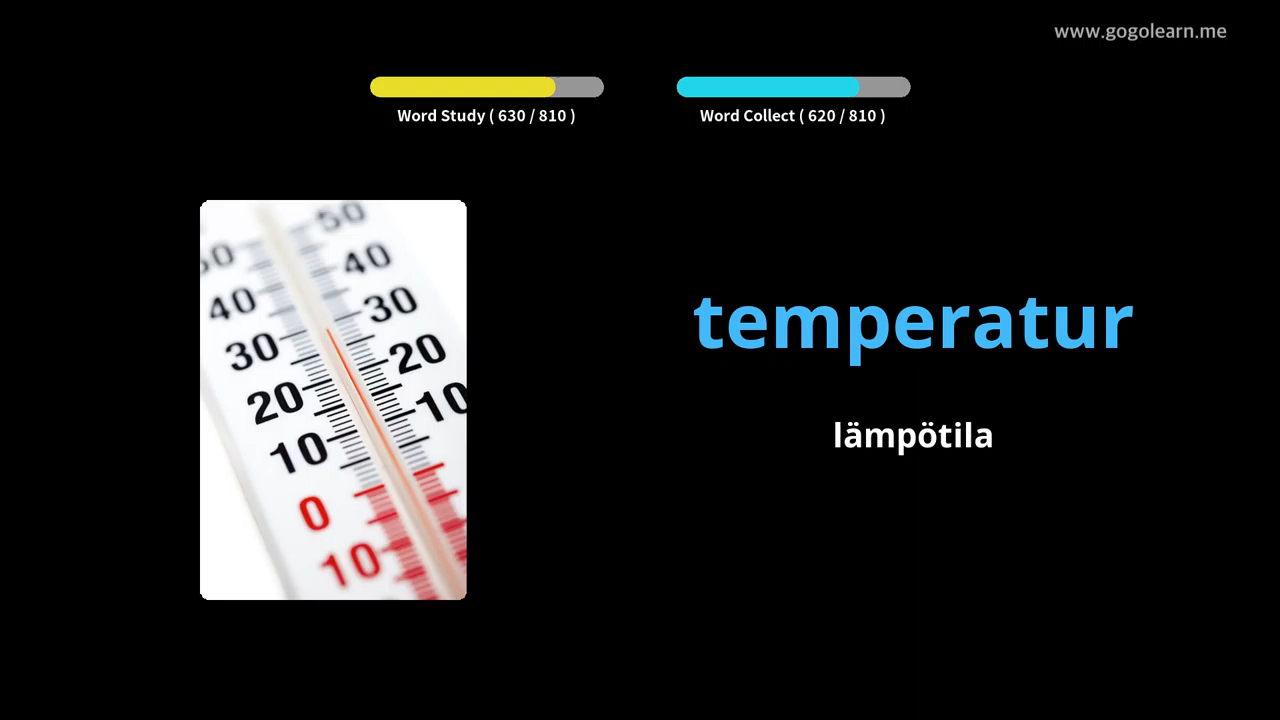 www.gogolearn.me
Word Study ( 630 / 810 )
Word Collect ( 620 / 810 )
50
50
40
40
30
30
20
20
10
10
0
10
temperatur
lämpötila